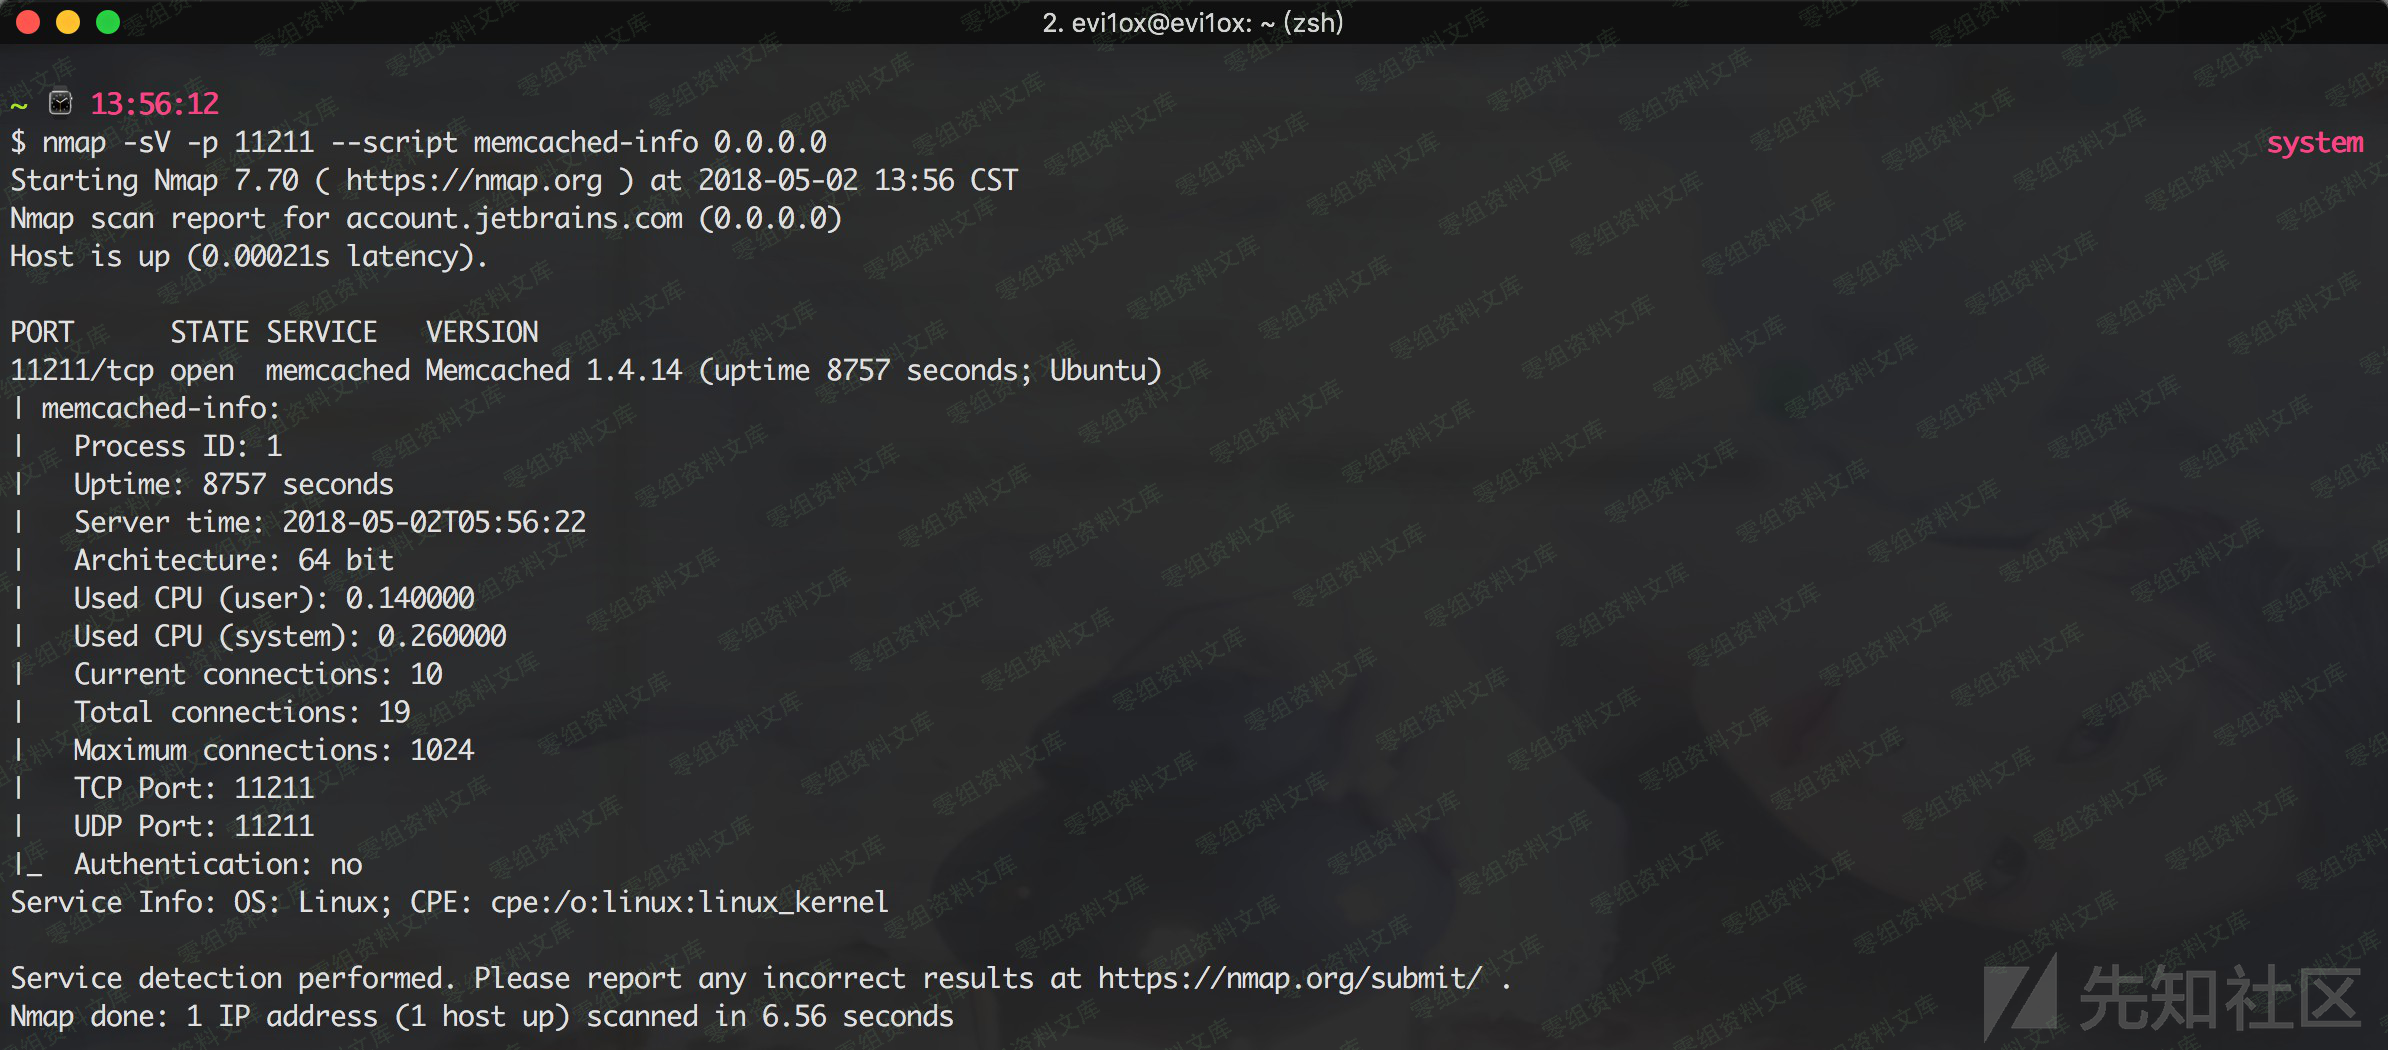 2. evi1ox@evi1ox: ~ (zsh)
~ 13:56:12
$ nmap -sV -p 11211 --script memcached-info 0.0.0.0 system
Starting Nmap 7.70 ( https://nmap.org ) at 2018-05-02 13:56 CST
Nmap scan report for account.jetbrains.com (0.0.0.0)
Host is up (0.00021s latency).
PORT      STATE SERVICE   VERSION
11211/tcp open  memcached Memcached 1.4.14 (uptime 8757 seconds; Ubuntu)
| memcached-info:
|   Process ID: 1
|   Uptime: 8757 seconds
|   Server time: 2018-05-02T05:56:22
|   Architecture: 64 bit
|   Used CPU (user): 0.140000
|   Used CPU (system): 0.260000
|   Current connections: 10
|   Total connections: 19
|   Maximum connections: 1024
|   TCP Port: 11211
|   UDP Port: 11211
|_  Authentication: no
Service Info: OS: Linux; CPE: cpe:/o:linux:linux_kernel
Service detection performed. Please report any incorrect results at https://nmap.org/submit/ .
Nmap done: 1 IP address (1 host up) scanned in 6.56 seconds
先知社区
零组资料文库